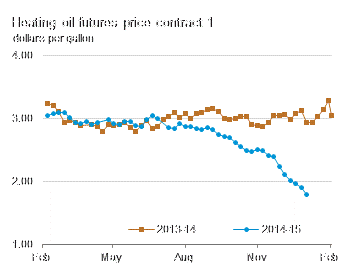 Heating oil futures price contract 1
dollars per gallon
4.00
3.00
2.00
1.00
Feb May Aug Nov Feb
2013-14 2014-15